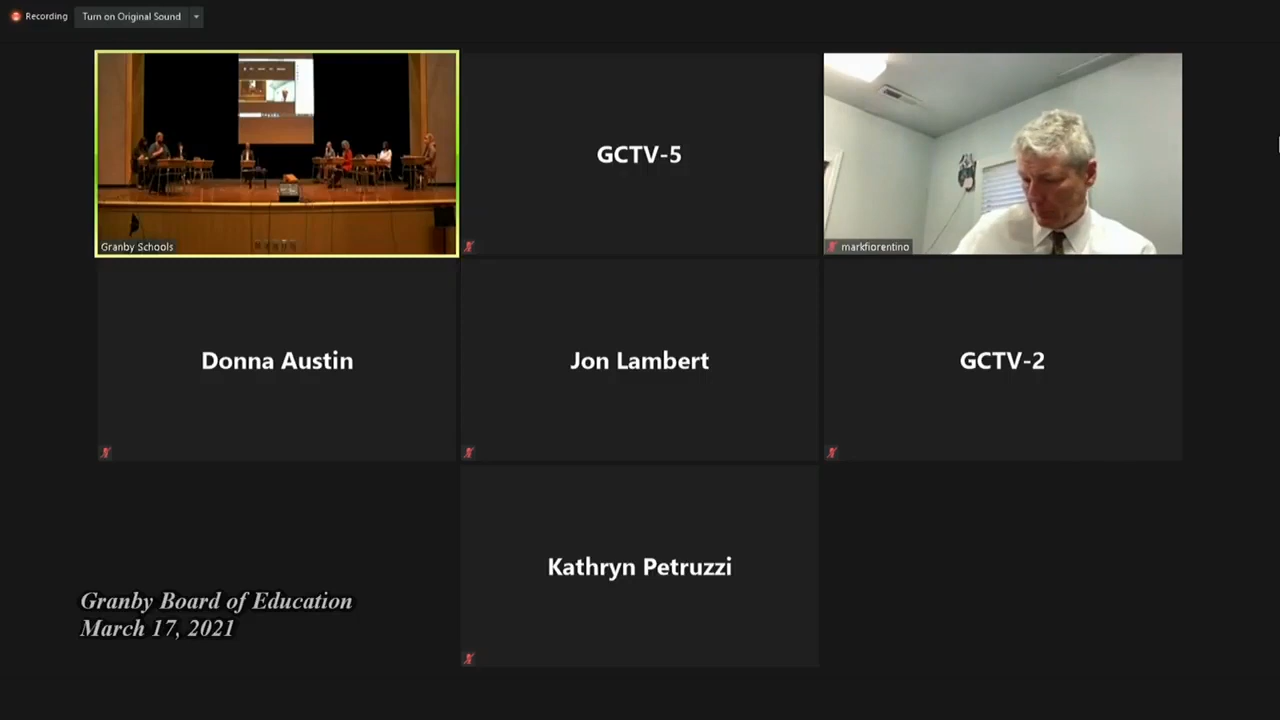 Recording
Turn on Original Sound
Granby Schools
GCTV-5
markfiorentino
Donna Austin
Jon Lambert
GCTV-2
Kathryn Petruzzi
Granby Board of Education
March 17, 2021